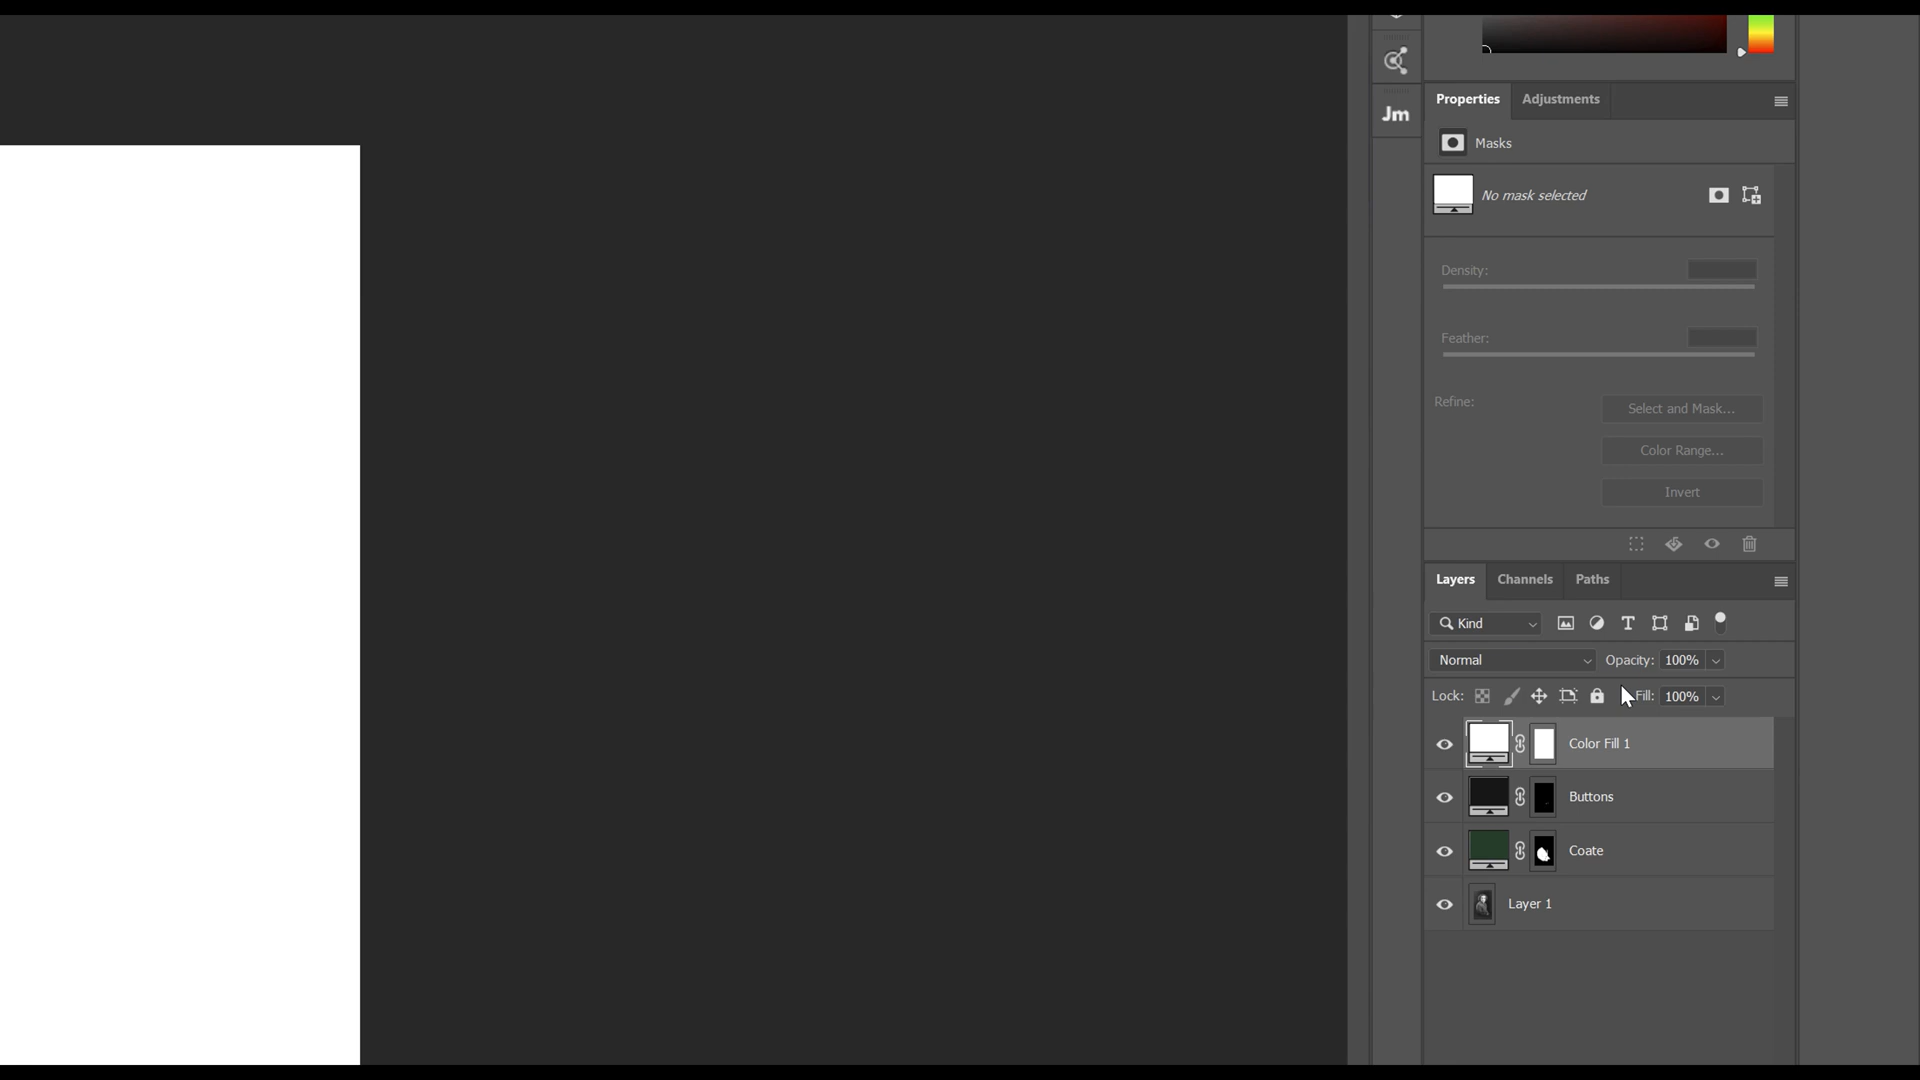 Jm
Properties Adjustments
Masks
No mask selected
Density:
Feather:
Refine:
Select and Mask...
Color Range...
Invert
Layers Channels Paths
Kind
Normal Opacity: 100%
Lock: Fill: 100%
Color Fill 1
Buttons
Coate
Layer 1